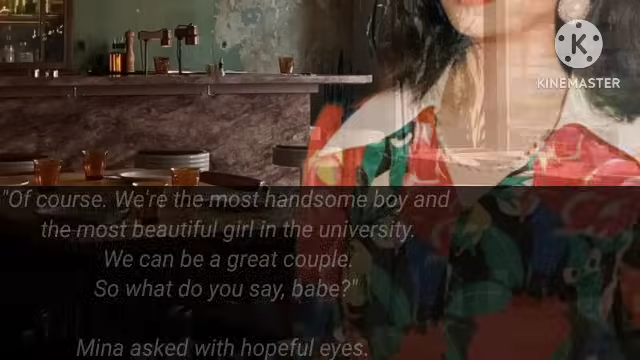 K
KINEMASTER
"Of course. We're the most handsome boy and
the most beautiful girl in the university.
We can be a great couple.
So what do you say, babe?"
Mina asked with hopeful eyes.